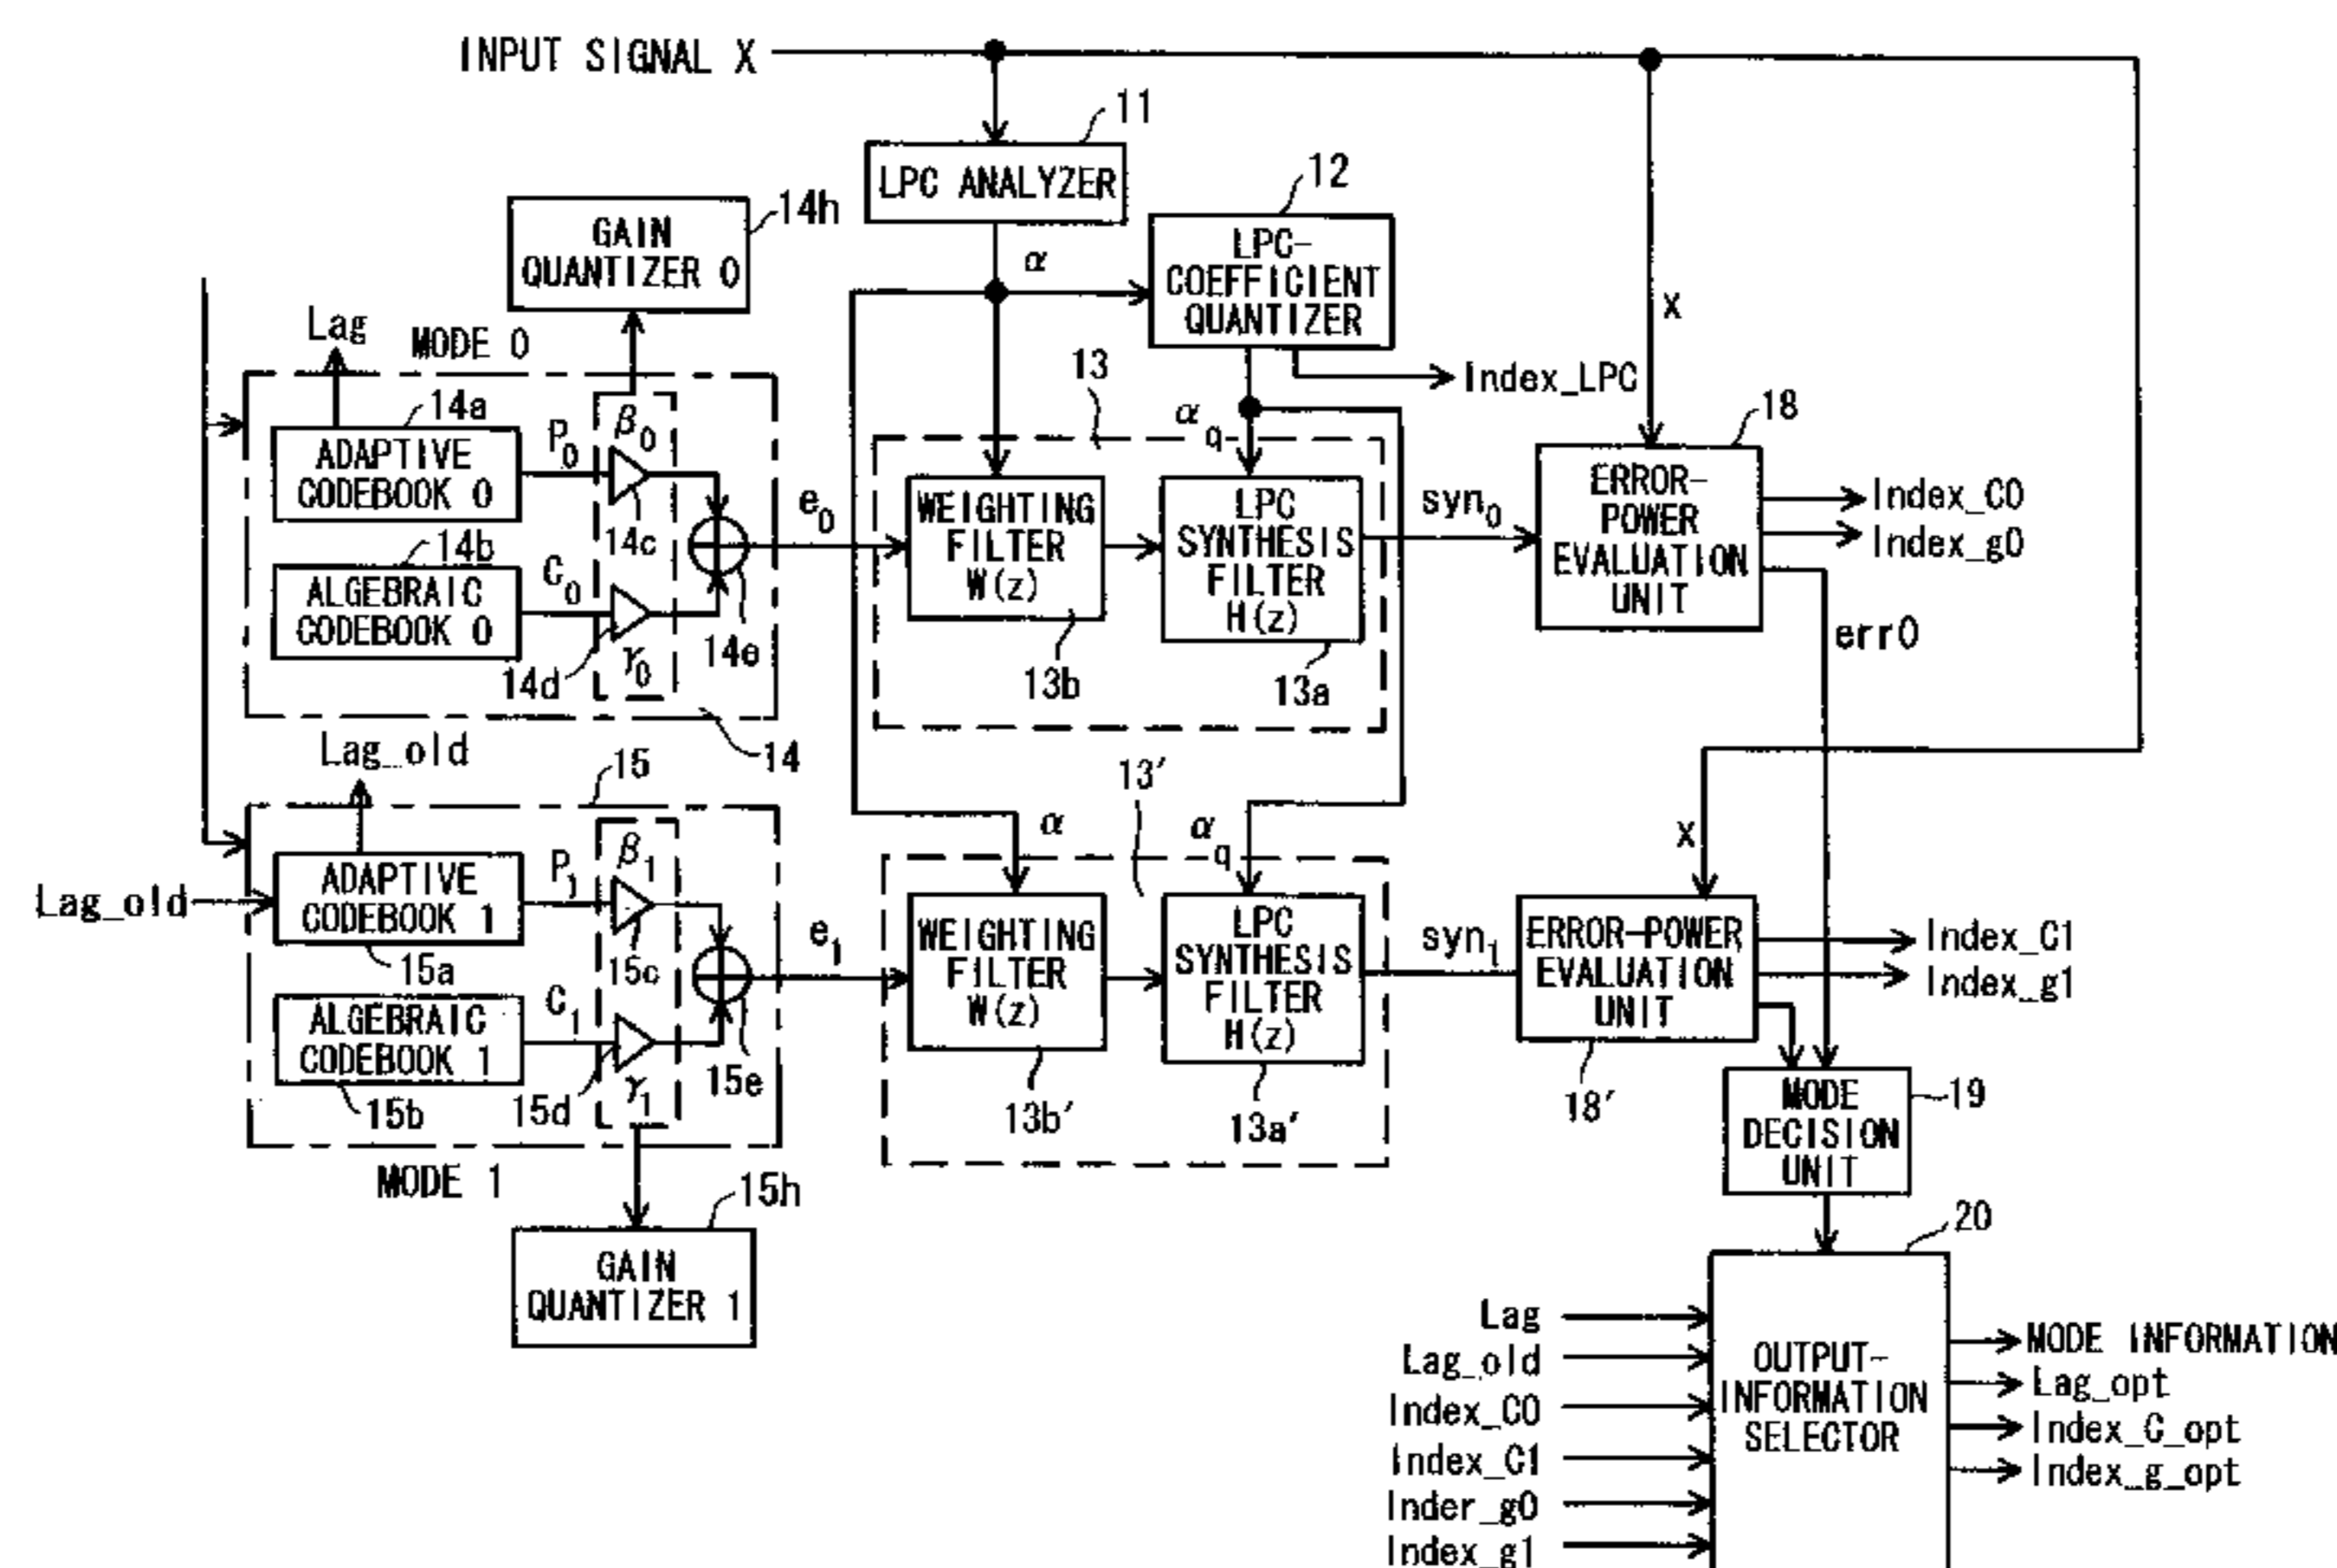 INPUT SIGNAL X
11
LPC ANALYZER
12
LPC-
COEFFICIENT
QUANTIZER
14h
GAIN
QUANTIZER 0
α
X
Lag
MODE 0
13
Index_LPC
14a
ADAPTIVE
CODEBOOK 0
P0
β0
14c
αq
18
ERROR-
POWER
EVALUATION
UNIT
Index_C0
Index_g0
e0
WEIGHTING
FILTER
W(z)
LPC
SYNTHESIS
FILTER
H(z)
syn0
14b
ALGEBRAIC
CODEBOOK 0
C0
14d
γ0
14e
13b
13a
err0
14
Lag_old
15
13′
α
αq
X
Lag_old
ADAPTIVE
CODEBOOK 1
P1
β1
15c
15a
e1
WEIGHTING
FILTER
W(z)
LPC
SYNTHESIS
FILTER
H(z)
syn1
ERROR-POWER
EVALUATION
UNIT
Index_C1
Index_g1
ALGEBRAIC
CODEBOOK 1
C1
15b
15d
γ1
15e
13b′
13a′
18′
MODE
DECISION
UNIT
19
MODE 1
15h
GAIN
QUANTIZER 1
20
OUTPUT-
INFORMATION
SELECTOR
Lag
Lag_old
Index_C0
Index_C1
Inder_g0
Index_g1
MODE INFORMATION
Lag_opt
Index_C_opt
Index_g_opt